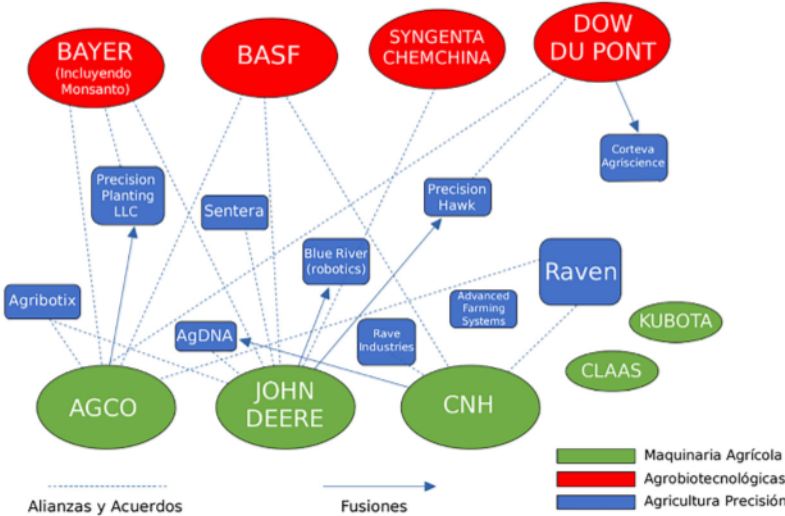 BAYER
(Incluyendo
Monsanto)
BASF
SYNGENTA
CHEMCHINA
DOW
DU PONT
Corteva
Agriscience
Precision
Planting
LLC
Sentera
Precision
Hawk
Blue River
(robotics)
Raven
Agribotix
AgDNA
Rave
Industries
Advanced
Farming
Systems
KUBOTA
CLAAS
AGCO
JOHN
DEERE
CNH
Maquinaria Agrícola
Agrobiotecnológicas
Agricultura Precisión
Alianzas y Acuerdos
Fusiones